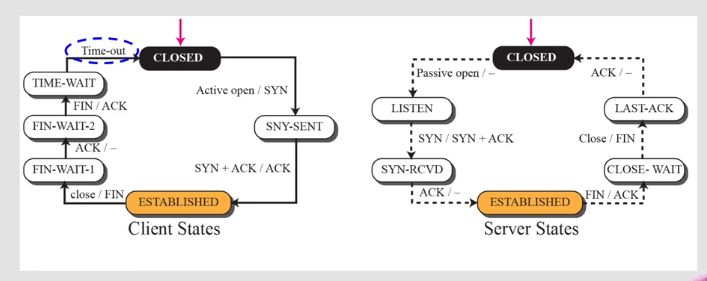 Time-out
CLOSED
TIME-WAIT
Active open / SYN
FIN / ACK
FIN-WAIT-2
SNY-SENT
ACK / –
FIN-WAIT-1
SYN + ACK / ACK
close / FIN
ESTABLISHED
Client States
CLOSED
Passive open / –
ACK / –
LISTEN
LAST-ACK
SYN / SYN + ACK
Close / FIN
SYN-RCVD
CLOSE- WAIT
ACK / –
ESTABLISHED
FIN / ACK
Server States